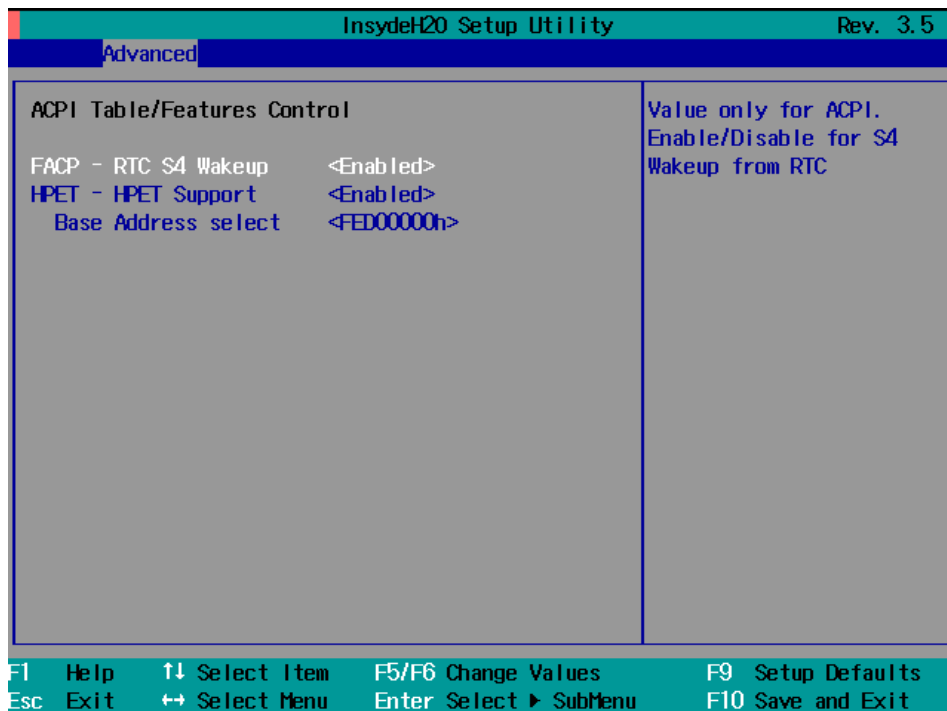 InsydeH2O Setup Utility Rev. 3.5
Advanced
ACPI Table/Features Control
FACP - RTC S4 Wakeup <Enabled>
HPET - HPET Support <Enabled>
Base Address select <FED00000h>
Value only for ACPI.
Enable/Disable for S4
Wakeup from RTC
F1 Help ↑↓ Select Item F5/F6 Change Values F9 Setup Defaults
Esc Exit ↔ Select Menu Enter Select ▶ SubMenu F10 Save and Exit